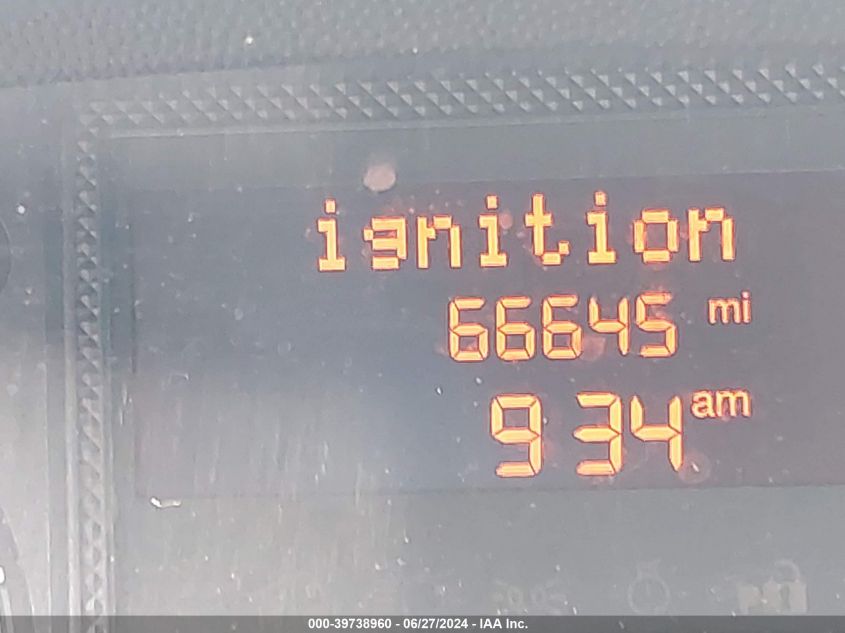 ignition
66645 mi
9 34 am
000-39738960 - 06/27/2024 - IAA Inc.